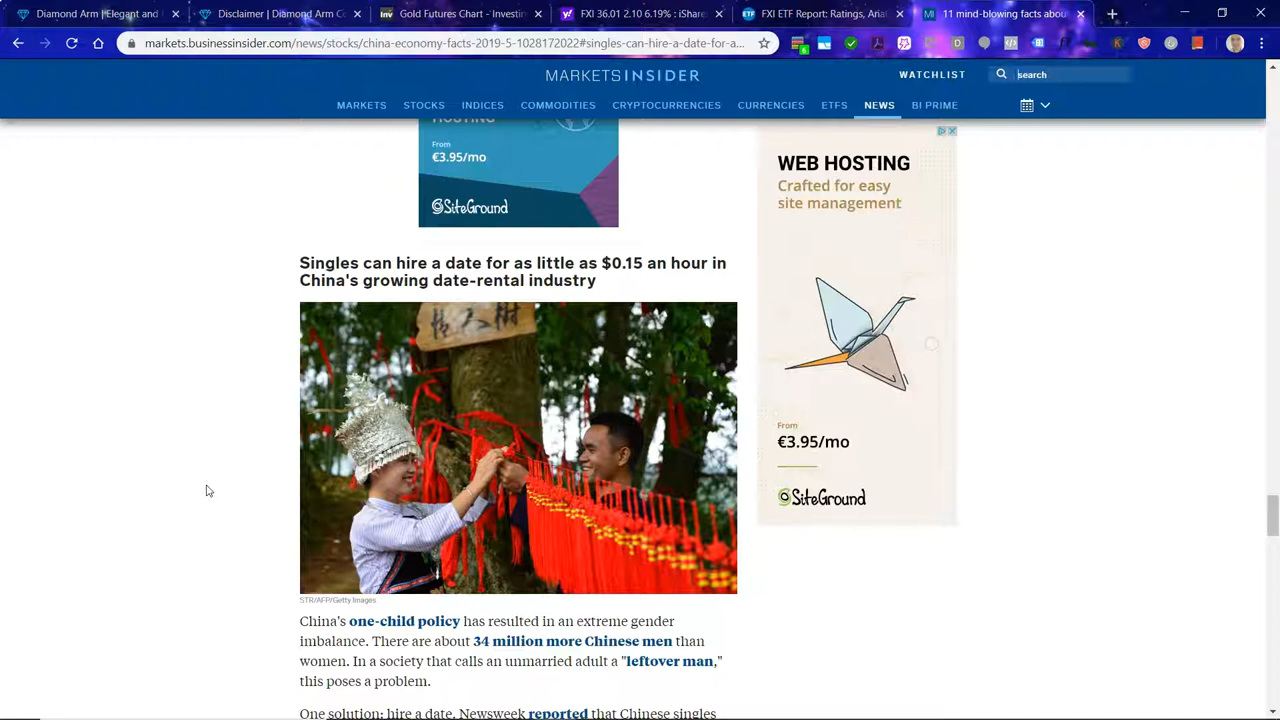 Diamond Arm | Elegant and
Disclaimer | Diamond Arm Co
Gold Futures Chart - Investin
FXI 36.01 2.10 6.19% : iShare
FXI ETF Report: Ratings, Anal
11 mind-blowing facts about
markets.businessinsider.com/news/stocks/china-economy-facts-2019-5-1028172022#singles-can-hire-a-date-for-a...
MARKETS INSIDER
WATCHLIST
search
MARKETS STOCKS INDICES COMMODITIES CRYPTOCURRENCIES CURRENCIES ETFS NEWS BI PRIME
HOSTING
From
€3.95/mo
SiteGround
WEB HOSTING
Crafted for easy
site management
From
€3.95/mo
SiteGround
Singles can hire a date for as little as $0.15 an hour in
China's growing date-rental industry
STR/AFP/Getty Images
China's one-child policy has resulted in an extreme gender
imbalance. There are about 34 million more Chinese men than
women. In a society that calls an unmarried adult a "leftover man,"
this poses a problem.
One solution: hire a date. Newsweek reported that Chinese singles